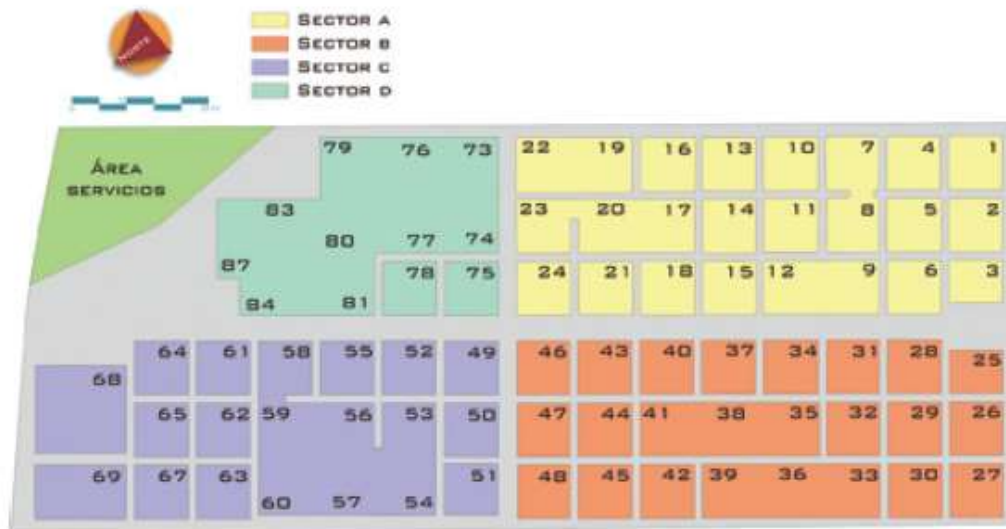 SECTOR A
SECTOR B
SECTOR C
SECTOR D
NORTE
ÁREA
SERVICIOS
79 76 73 22 19 16 13 10 7 4 1
83 80 77 74 23 20 17 14 11 8 5 2
87 84 81 78 75 24 21 18 15 12 9 6 3
68 64 61 58 55 52 49 46 43 40 37 34 31 28 25
65 62 59 56 53 50 47 44 41 38 35 32 29 26
69 67 63 60 57 54 51 48 45 42 39 36 33 30 27